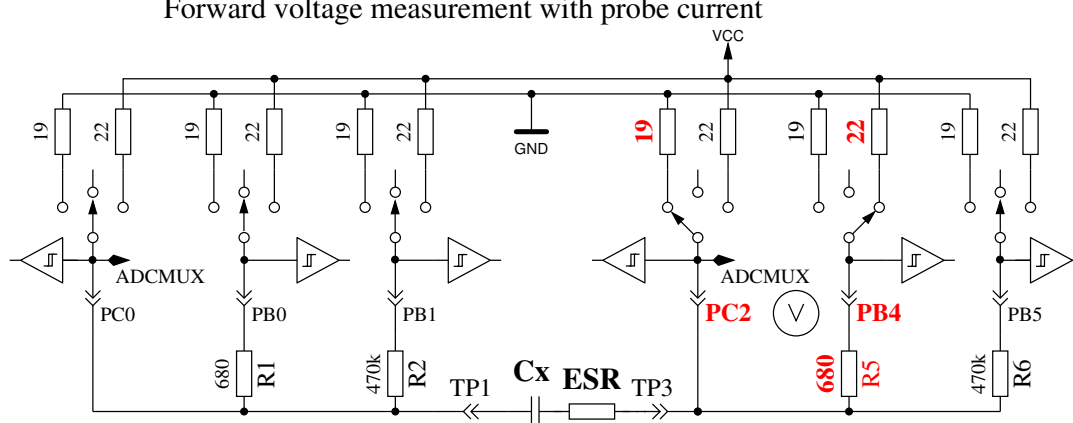 Forward voltage measurement with probe current
VCC
19 22 19 22 19 22 19 22 19 22 19 22
GND
ADCMUX ADCMUX
PC0 PB0 PB1 PC2 V PB4 PB5
680 R1 470k R2 680 R5 470k R6
TP1 Cx ESR TP3